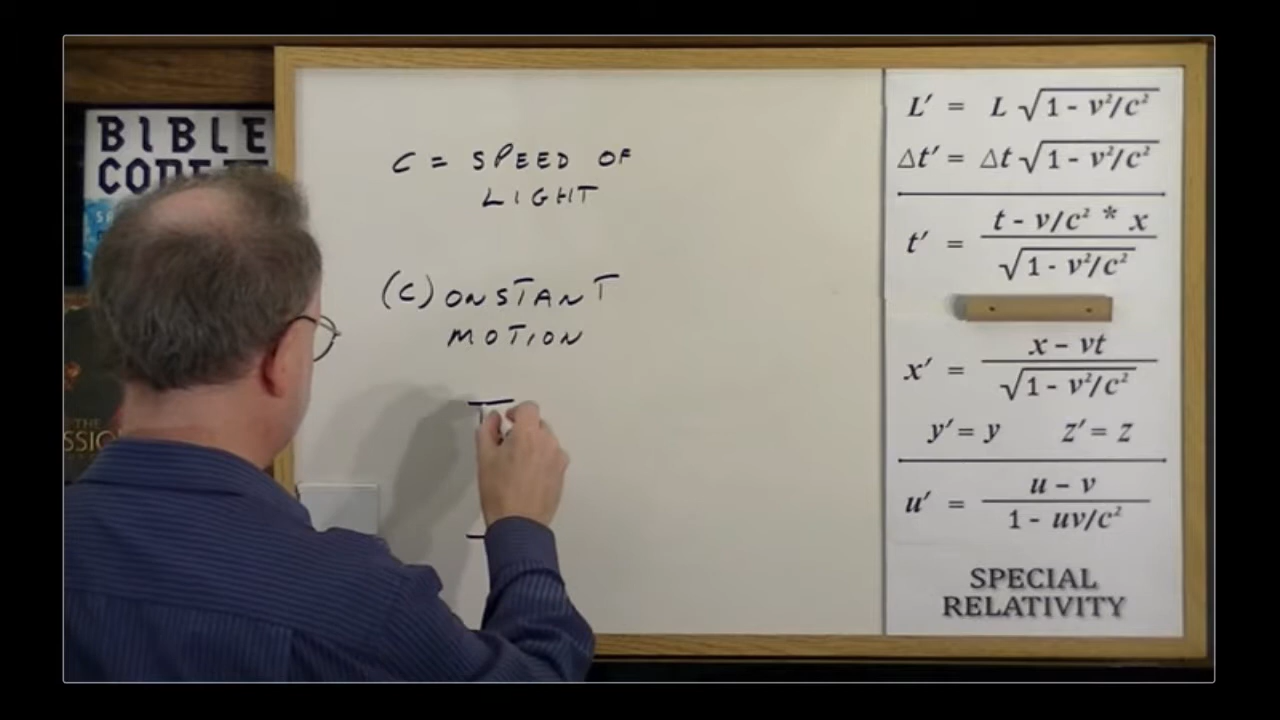 BIBLE
C = SPEED OF
LIGHT
(C)ONSTANT
MOTION
THE
L' = L √1 - v²/c²
Δt' = Δt √1 - v²/c²
t' = t - v/c² * x
√1 - v²/c²
x' = x - vt
√1 - v²/c²
y' = y z' = z
u' = u - v
1 - uv/c²
SPECIAL
RELATIVITY